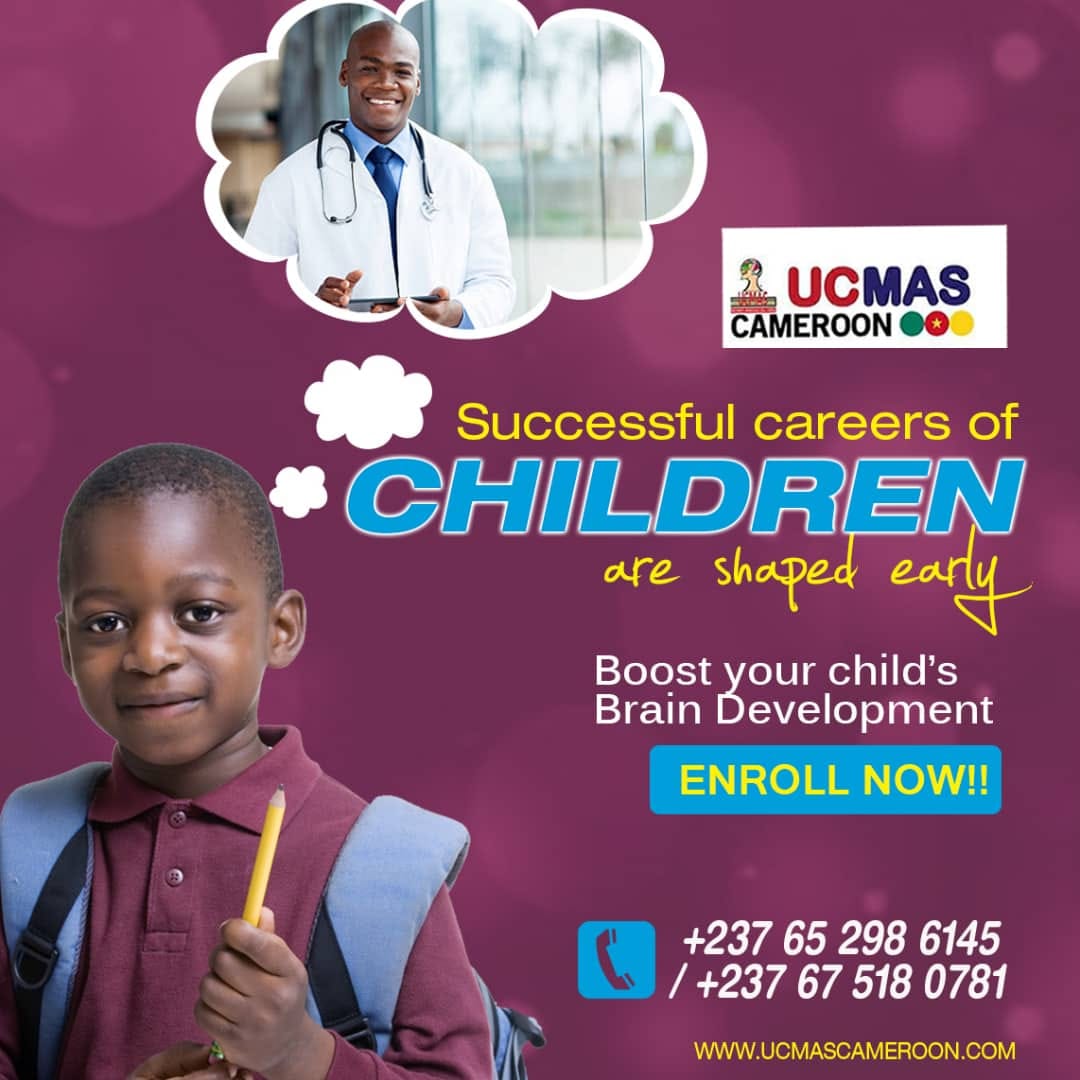 UCMAS
CAMEROON
Successful careers of
CHILDREN
are shaped early
Boost your child's
Brain Development
ENROLL NOW!!
+237 65 298 6145
/ +237 67 518 0781
WWW.UCMASCAMEROON.COM